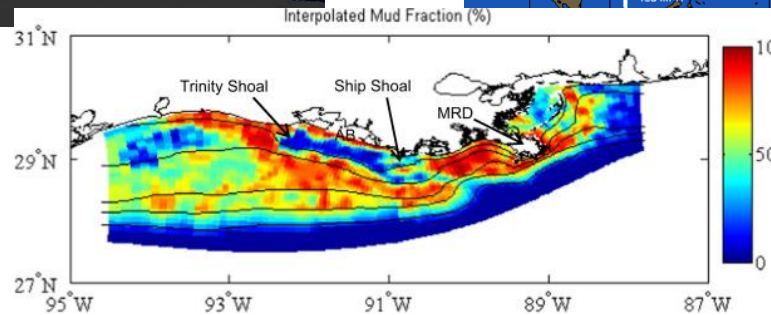 Interpolated Mud Fraction (%)
31°N
29°N
27°N
95°W
93°W
91°W
89°W
87°W
Trinity Shoal
Ship Shoal
MRD
AB
10
50
0